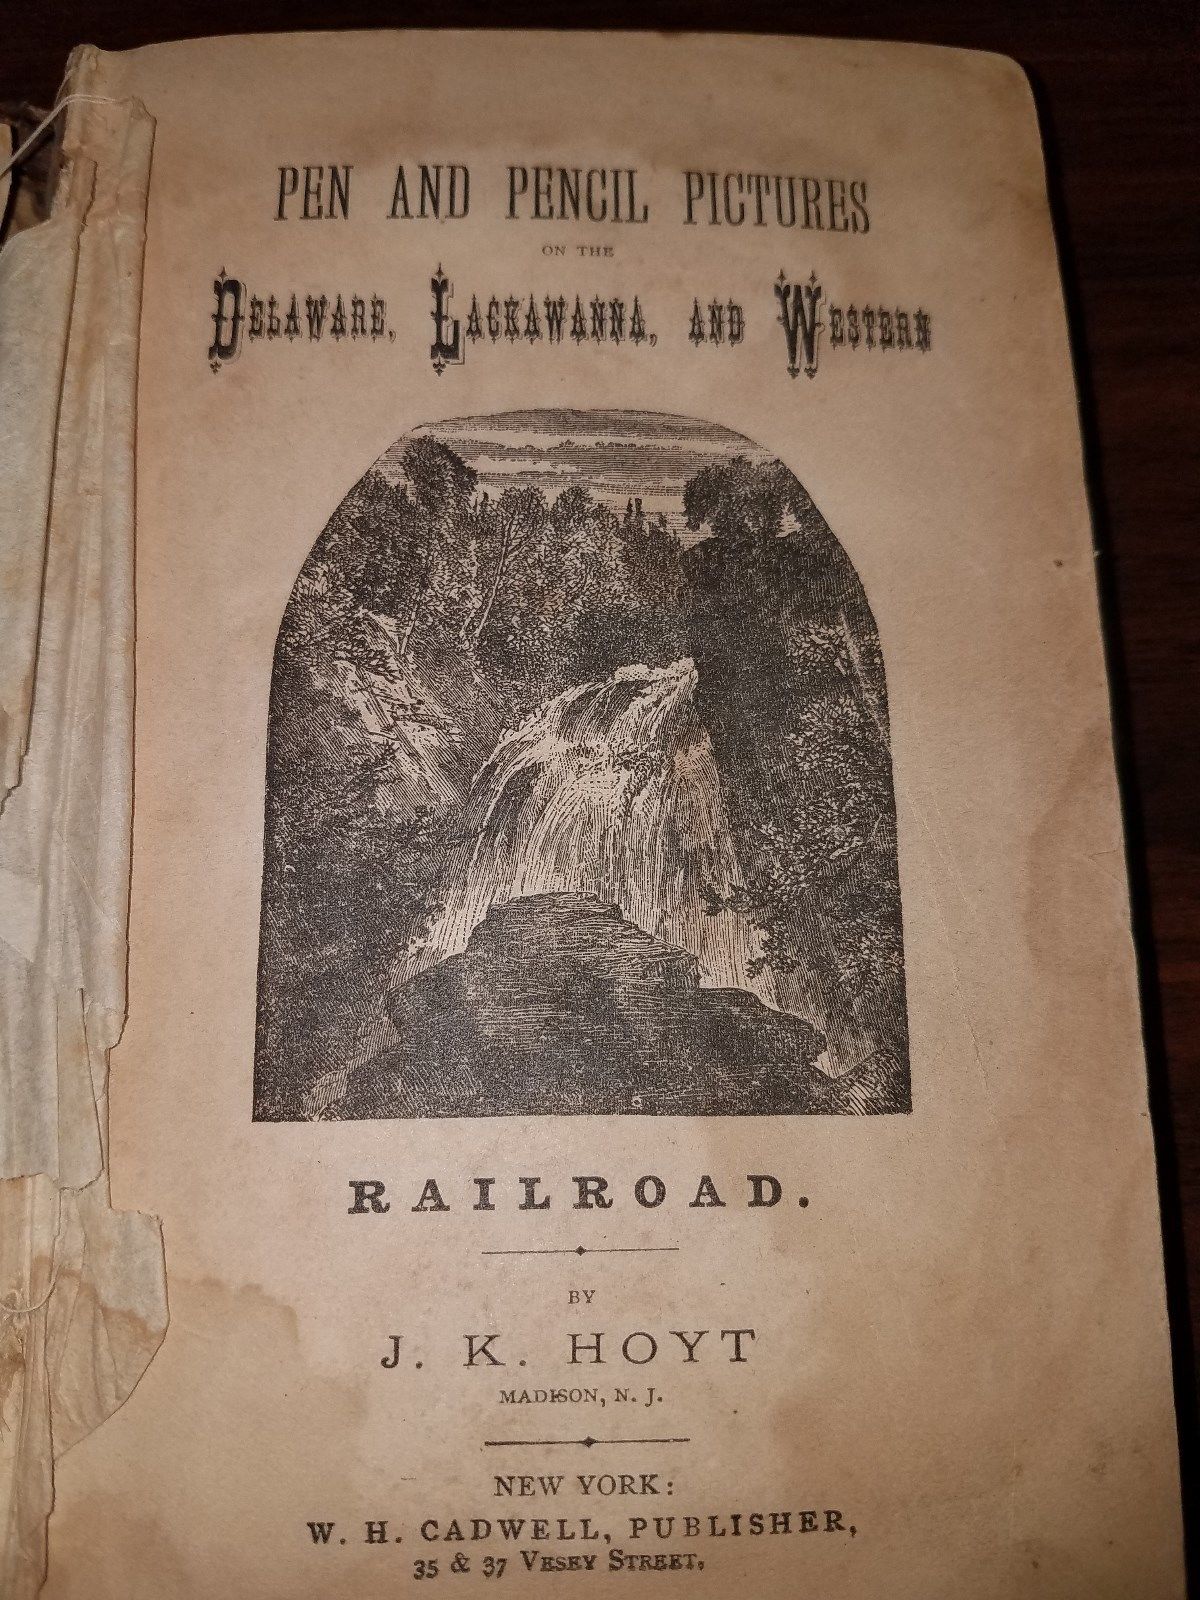 PEN AND PENCIL PICTURES
ON THE
DELAWARE, LACKAWANNA, AND WESTERN
RAILROAD.
BY
J. K. HOYT
MADISON, N. J.
NEW YORK:
W. H. CADWELL, PUBLISHER,
35 & 37 VESEY STREET.